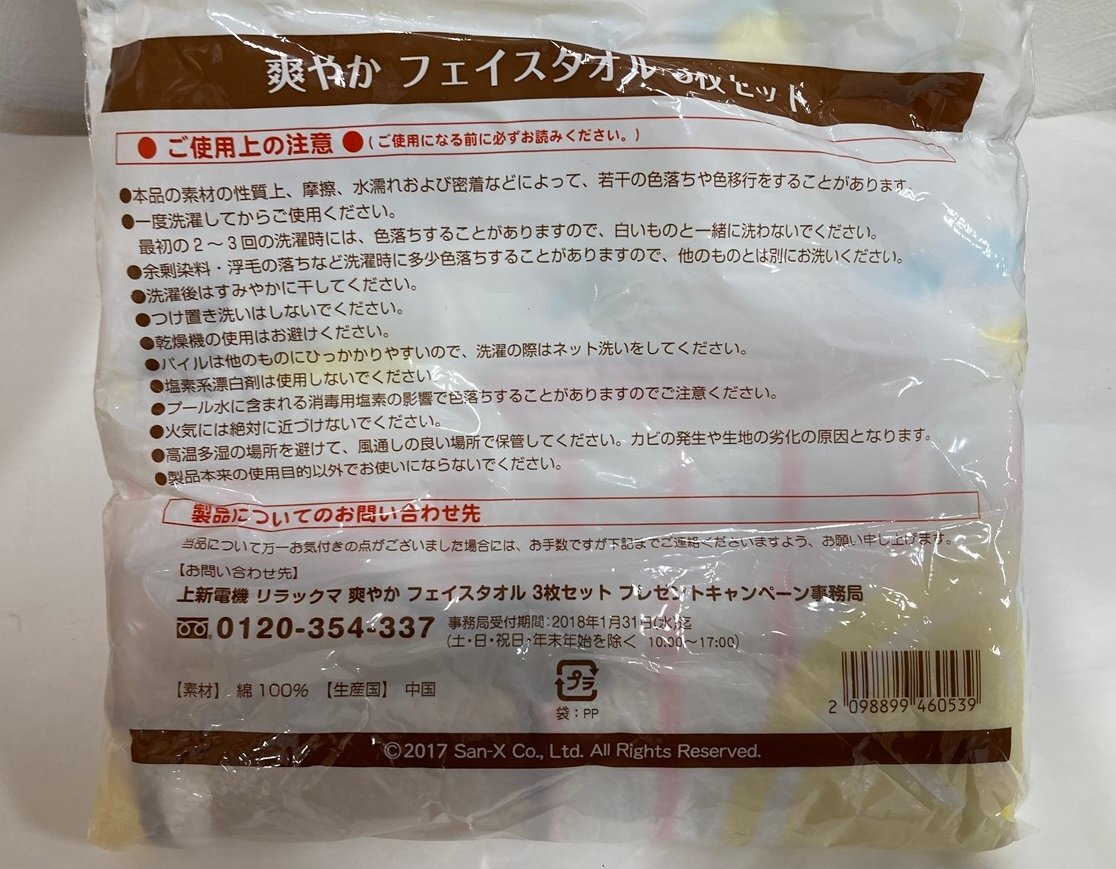 爽やか フェイスタオル 3枚セット
● ご使用上の注意 ● (ご使用になる前に必ずお読みください。)
●本品の素材の性質上、摩擦、水濡れおよび密着などによって、若干の色落ちや色移行をすることがあります。
●一度洗濯してからご使用ください。
最初の2〜3回の洗濯時には、色落ちすることがありますので、白いものと一緒に洗わないでください。
●余剰染料・浮毛の落ちなど洗濯時に多少色落ちすることがありますので、他のものとは別にお洗いください。
●洗濯後はすみやかに干してください。
●つけ置き洗いはしないでください。
●乾燥機の使用はお避けください。
●パイルは他のものにひっかかりやすいので、洗濯の際はネット洗いをしてください。
●塩素系漂白剤は使用しないでください
●プール水に含まれる消毒用塩素の影響で色落ちすることがありますのでご注意ください。
●火気には絶対に近づけないでください。
●高温多湿の場所を避けて、風通しの良い場所で保管してください。カビの発生や生地の劣化の原因となります。
●製品本来の使用目的以外でお使いにならないでください。
製品についてのお問い合わせ先
当品について万一お気付きの点がございました場合には、お手数ですが下記までご連絡くださいますよう、お願い申し上げます。
【お問い合わせ先】
上新電機 リラックマ 爽やか フェイスタオル 3枚セット プレゼントキャンペーン事務局
0120-354-337 事務局受付期間:2018年1月31日(水)迄
(土・日・祝日・年末年始を除く 10:00〜17:00)
【素材】 綿100% 【生産国】 中国
プラ
袋:PP
2 098899 460539
©2017 San-X Co., Ltd. All Rights Reserved.